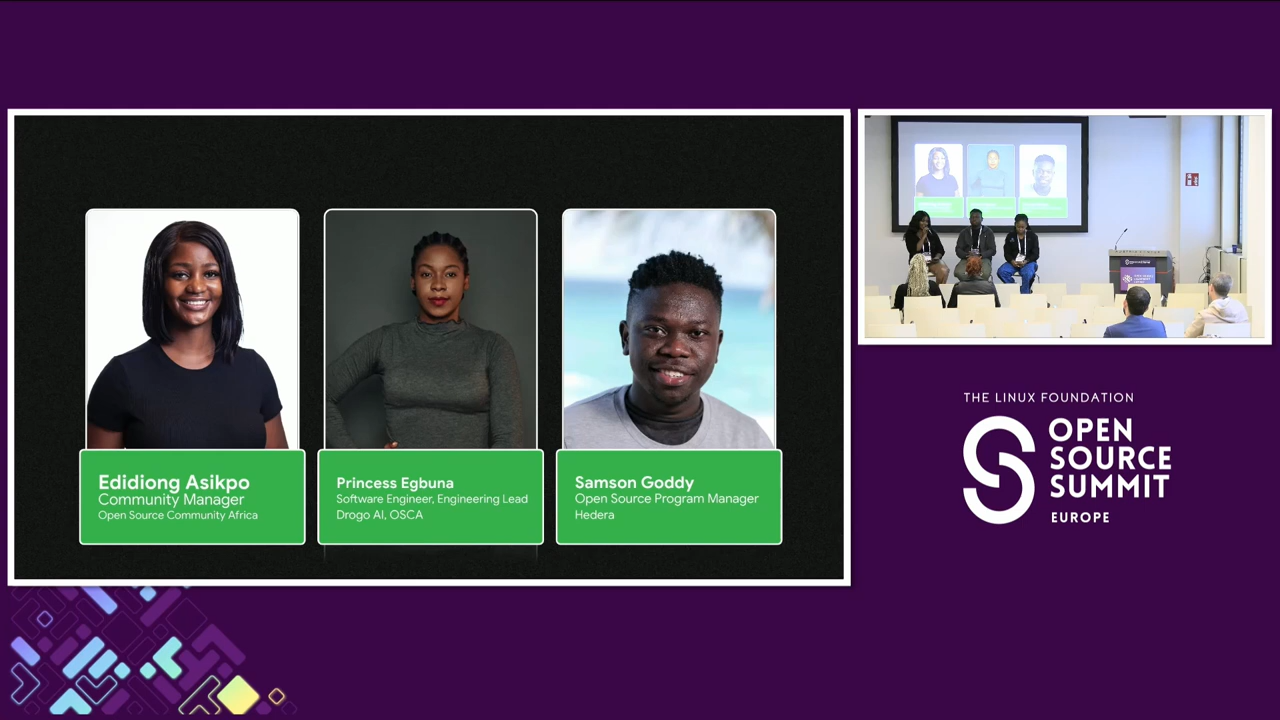 Edidiong Asikpo
Community Manager
Open Source Community Africa
Princess Egbuna
Software Engineer, Engineering Lead
Drogo AI, OSCA
Samson Goddy
Open Source Program Manager
Hedera
THE LINUX FOUNDATION
OPEN
SOURCE
SUMMIT
EUROPE